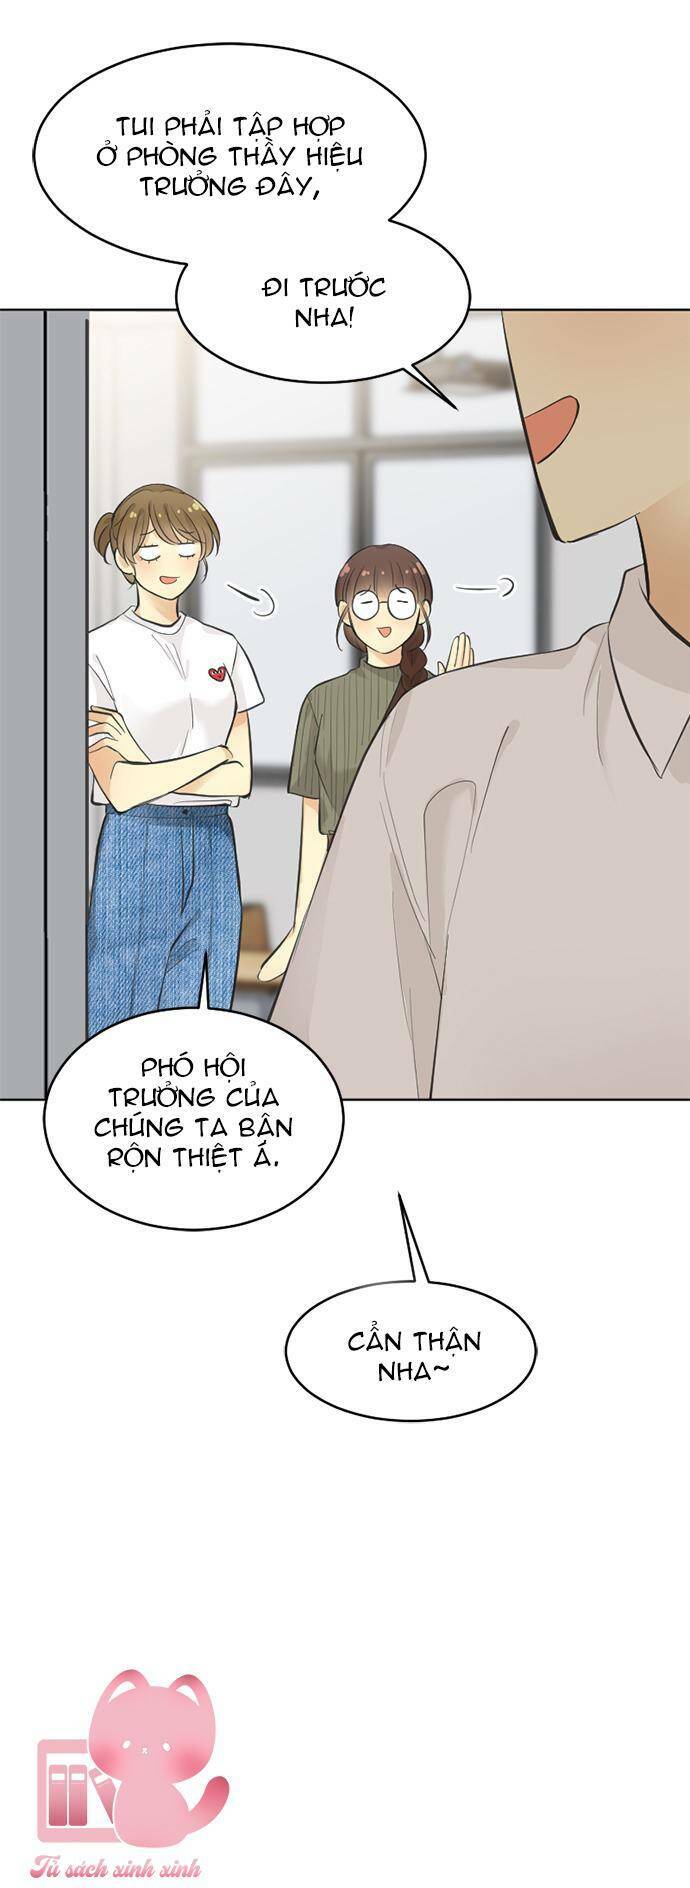 TUI PHẢI TẬP HỢP
Ở PHÒNG THẦY HIỆU
TRƯỞNG ĐÂY,
ĐI TRƯỚC
NHA!
PHÓ HỘI
TRƯỞNG CỦA
CHÚNG TA BẬN
RỘN THIỆT Á.
CẨN THẬN
NHA~
Tủ sách xinh xinh